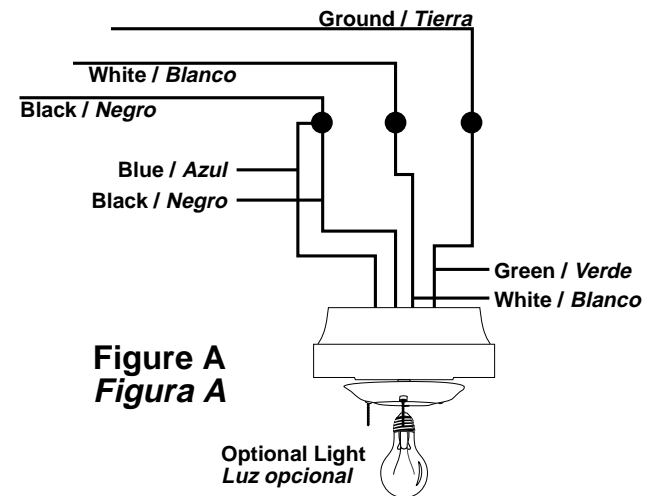 Ground / Tierra
White / Blanco
Black / Negro
Blue / Azul
Black / Negro
Green / Verde
White / Blanco
Figure A
Figura A
Optional Light
Luz opcional